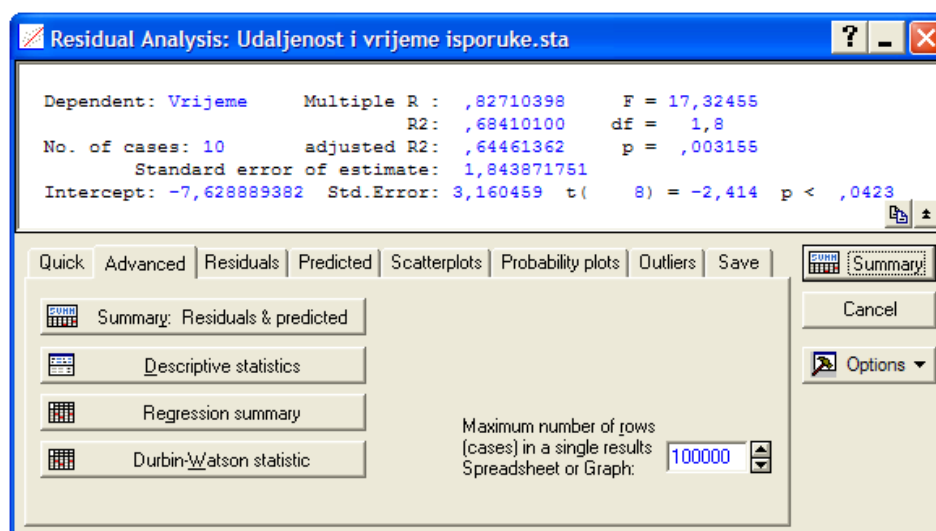 Residual Analysis: Udaljenost i vrijeme isporuke.sta
Dependent: Vrijeme Multiple R : ,82710398 F = 17,32455
R2: ,68410100 df = 1,8
No. of cases: 10 adjusted R2: ,64461362 p = ,003155
Standard error of estimate: 1,843871751
Intercept: -7,628889382 Std.Error: 3,160459 t( 8) = -2,414 p < ,0423
Quick Advanced Residuals Predicted Scatterplots Probability plots Outliers Save
Summary
Cancel
Options
Summary: Residuals & predicted
Descriptive statistics
Regression summary
Durbin-Watson statistic
Maximum number of rows
(cases) in a single results
Spreadsheet or Graph: 100000